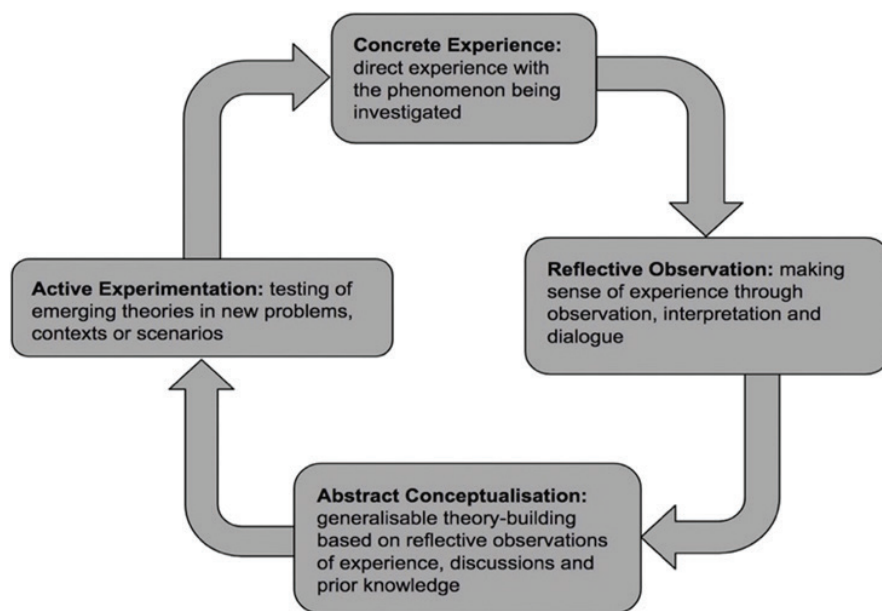 Concrete Experience:
direct experience with
the phenomenon being
investigated
Reflective Observation: making
sense of experience through
observation, interpretation and
dialogue
Abstract Conceptualisation:
generalisable theory-building
based on reflective observations
of experience, discussions and
prior knowledge
Active Experimentation: testing of
emerging theories in new problems,
contexts or scenarios